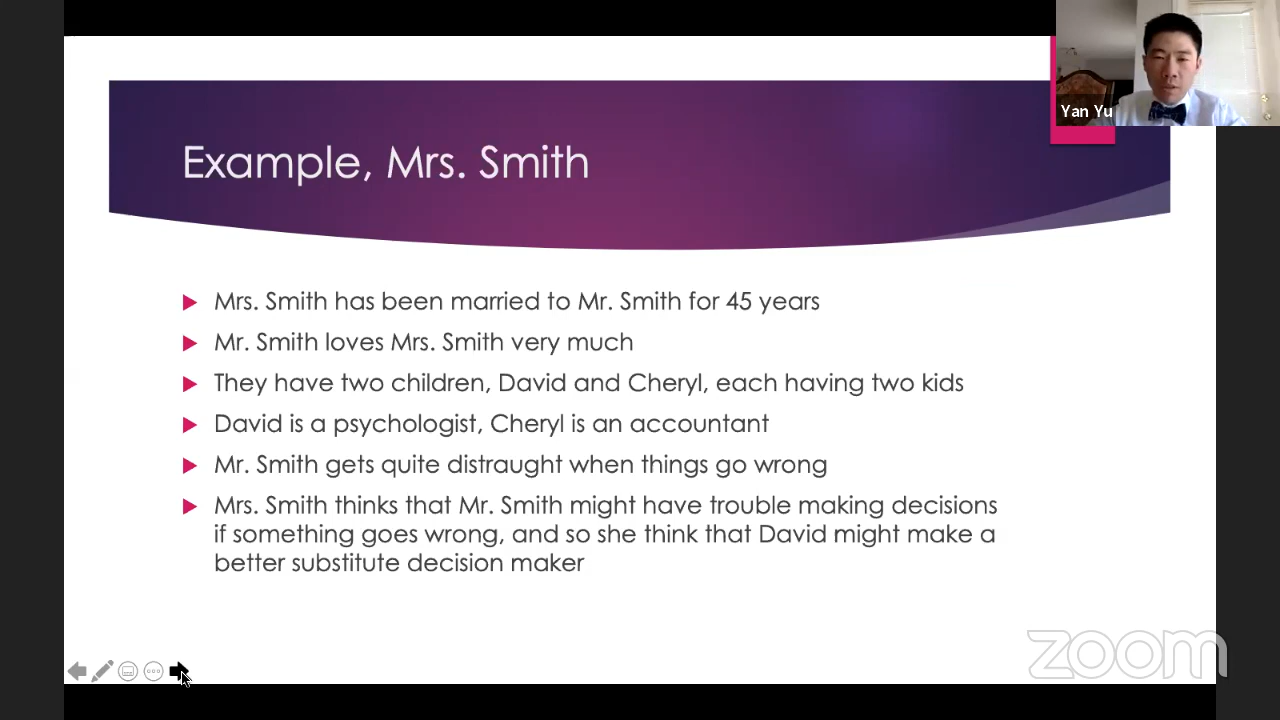 Yan Yu
Example, Mrs. Smith
Mrs. Smith has been married to Mr. Smith for 45 years
Mr. Smith loves Mrs. Smith very much
They have two children, David and Cheryl, each having two kids
David is a psychologist, Cheryl is an accountant
Mr. Smith gets quite distraught when things go wrong
Mrs. Smith thinks that Mr. Smith might have trouble making decisions
if something goes wrong, and so she think that David might make a
better substitute decision maker
zoom